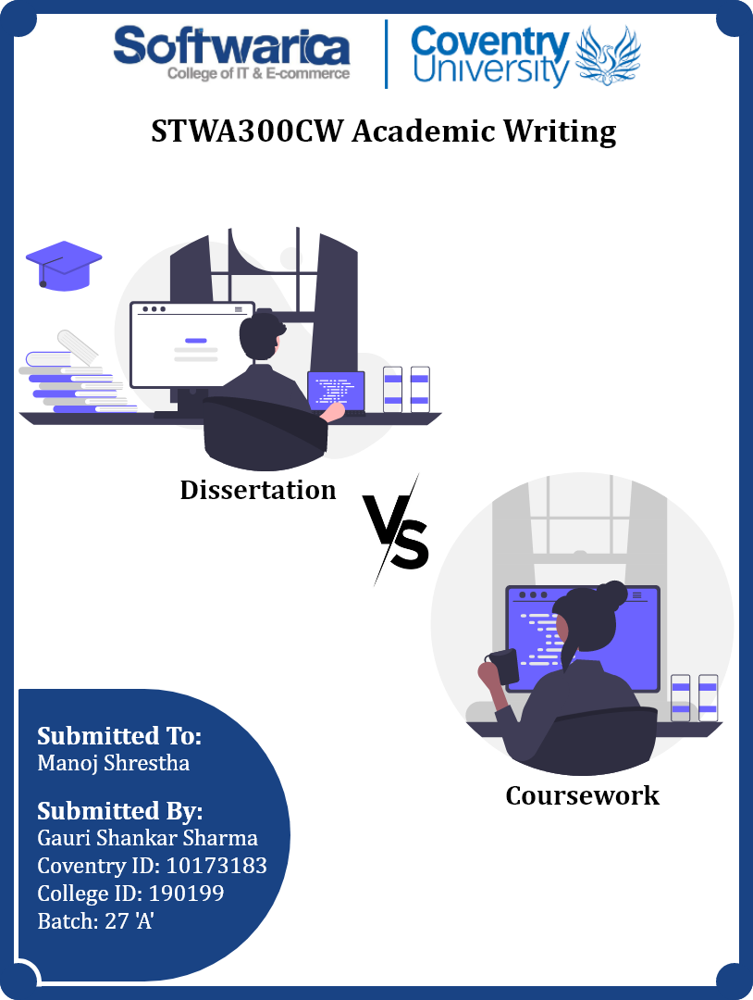 Softwarica
College of IT & E-commerce
Coventry
University
STWA300CW Academic Writing
Dissertation
VS
Coursework
Submitted To:
Manoj Shrestha
Submitted By:
Gauri Shankar Sharma
Coventry ID: 10173183
College ID: 190199
Batch: 27 'A'